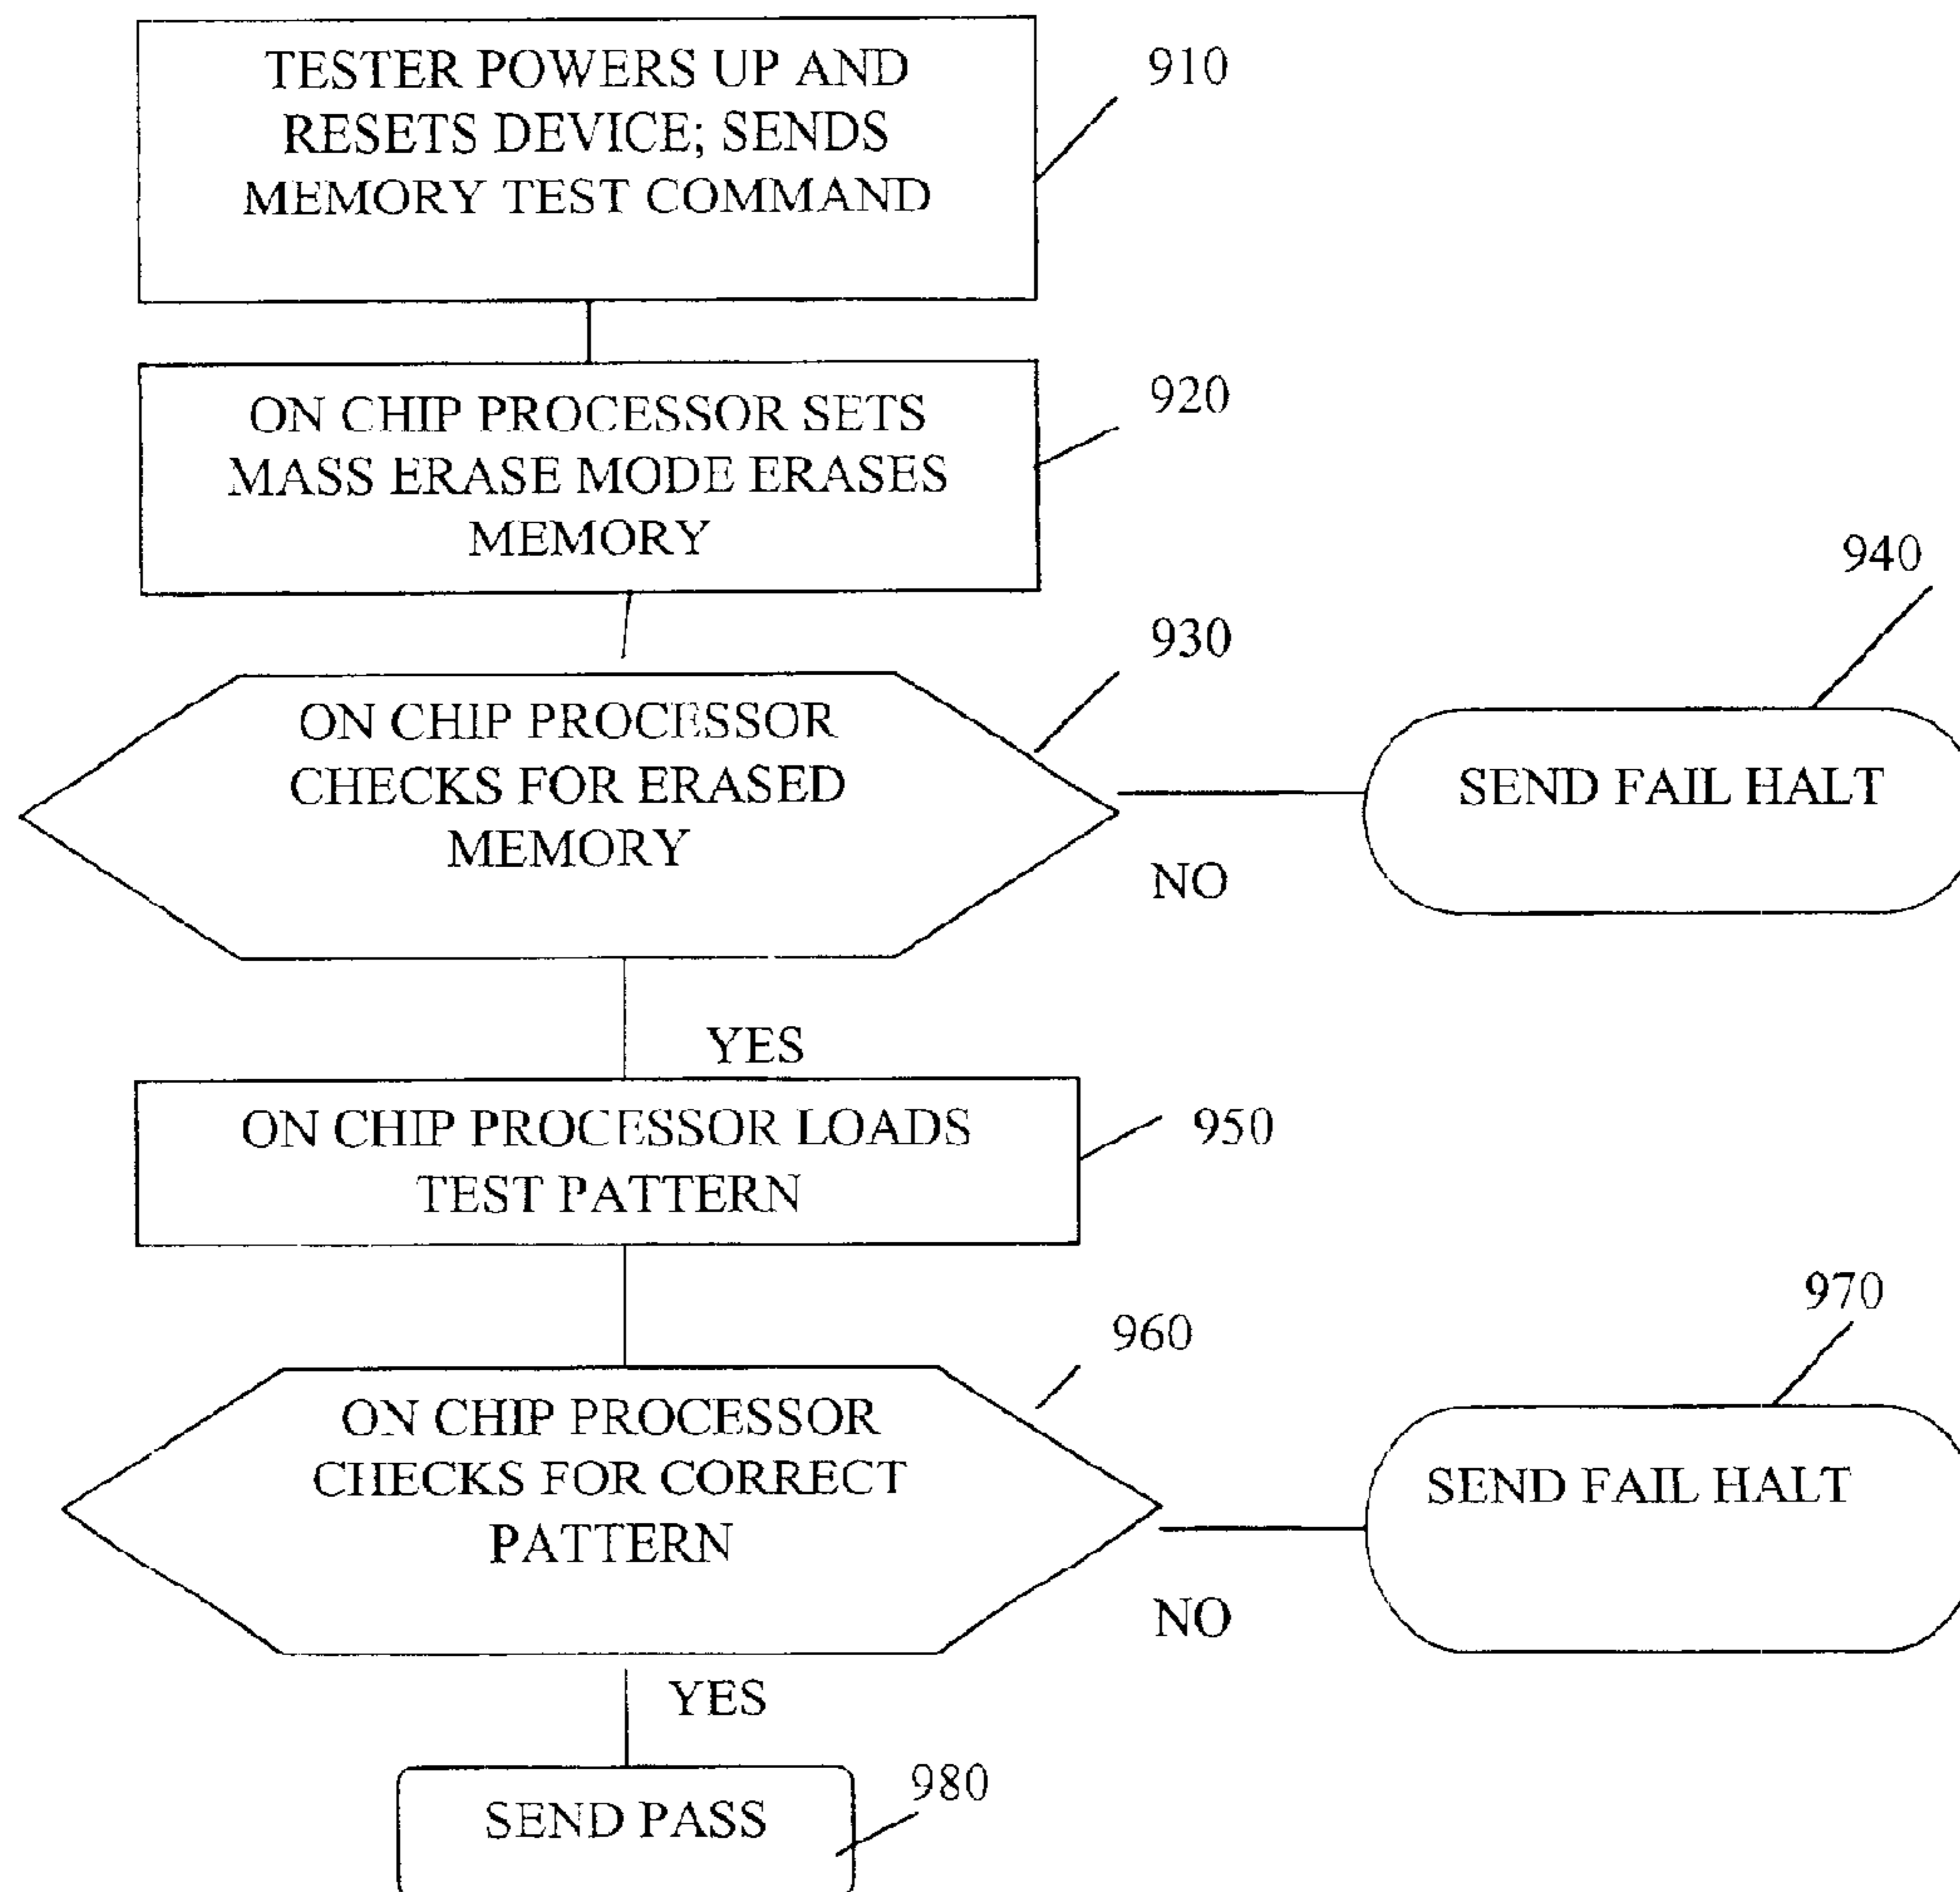 TESTER POWERS UP AND
RESETS DEVICE; SENDS
MEMORY TEST COMMAND
910
ON CHIP PROCESSOR SETS
MASS ERASE MODE ERASES
MEMORY
920
ON CHIP PROCESSOR
CHECKS FOR ERASED
MEMORY
930
940
SEND FAIL HALT
NO
YES
ON CHIP PROCESSOR LOADS
TEST PATTERN
950
ON CHIP PROCESSOR
CHECKS FOR CORRECT
PATTERN
960
970
SEND FAIL HALT
NO
YES
SEND PASS
980